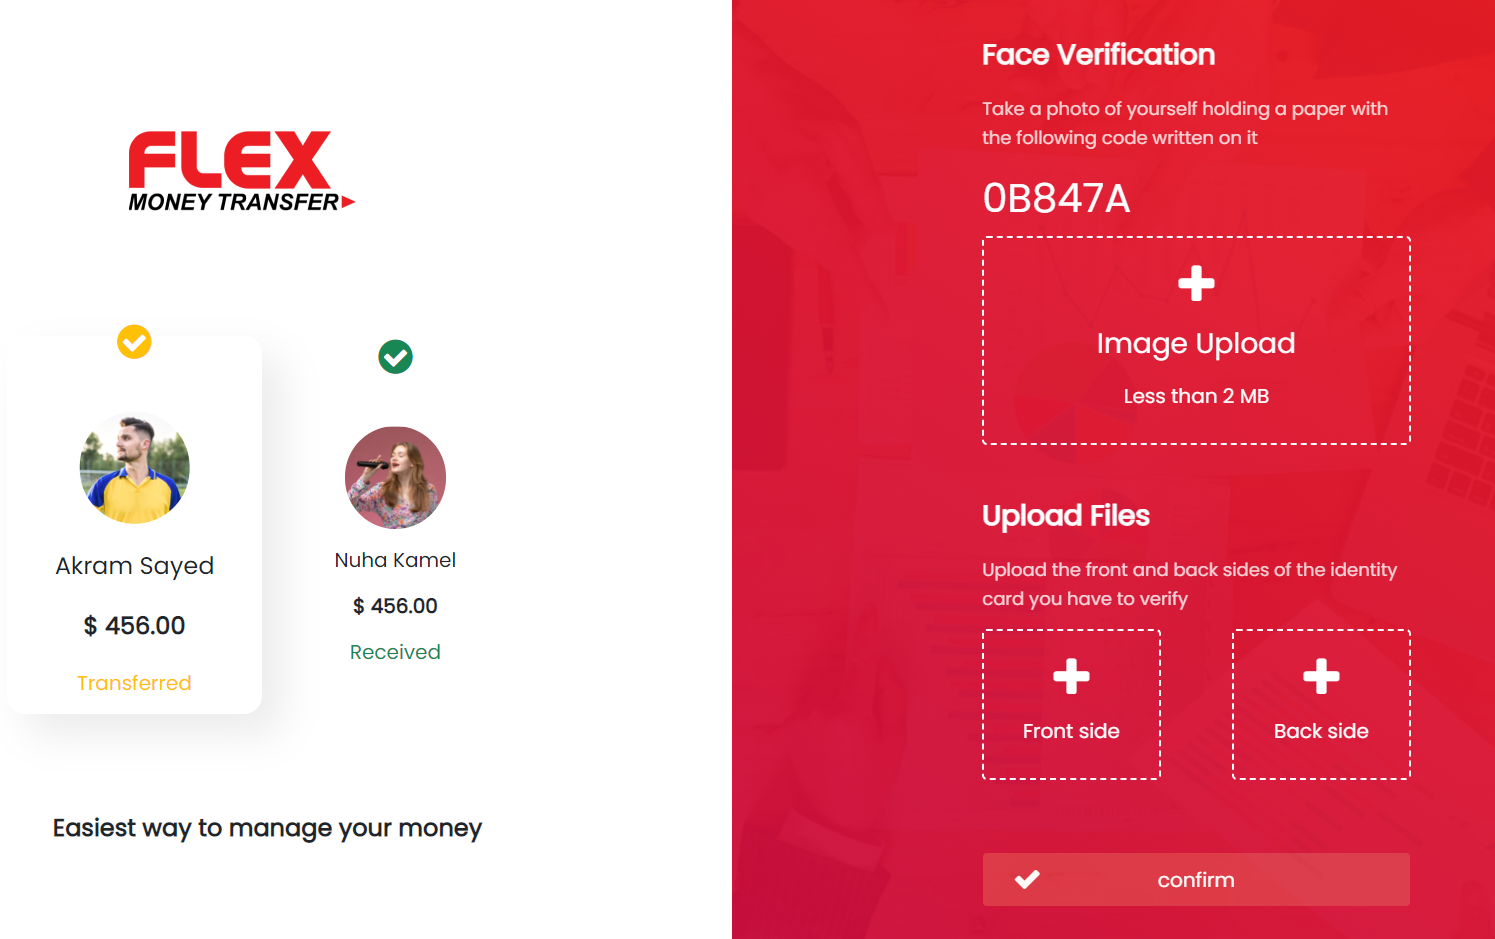 FLEX
MONEY TRANSFER
Akram Sayed
$ 456.00
Transferred
Nuha Kamel
$ 456.00
Received
Easiest way to manage your money
Face Verification
Take a photo of yourself holding a paper with
the following code written on it
0B847A
Image Upload
Less than 2 MB
Upload Files
Upload the front and back sides of the identity
card you have to verify
Front side
Back side
confirm